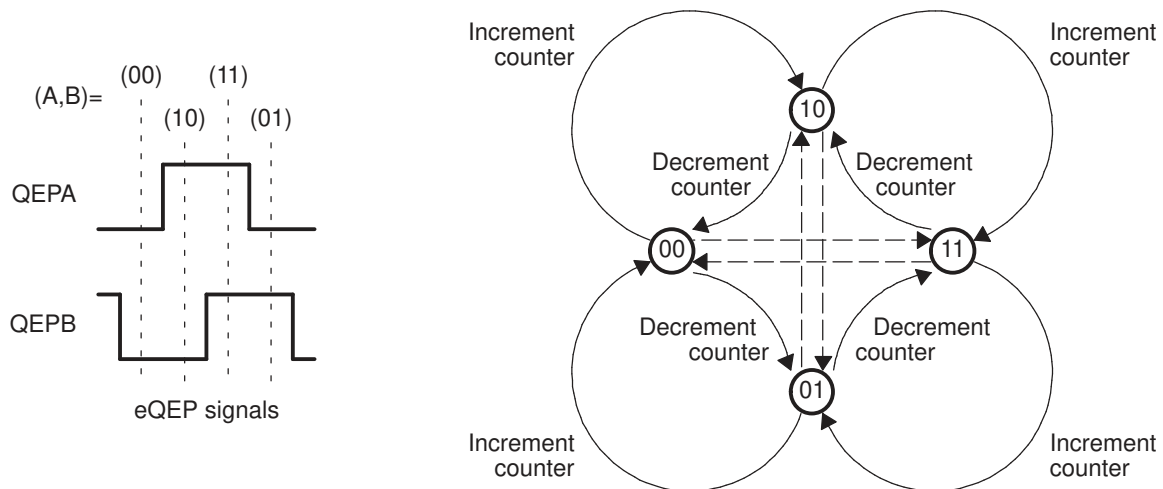 (00)
(11)
(A,B)=
(10)
(01)
QEPA
QEPB
eQEP signals
Increment
counter
Increment
counter
10
Decrement
counter
Decrement
counter
00
11
Decrement
counter
Decrement
counter
01
Increment
counter
Increment
counter